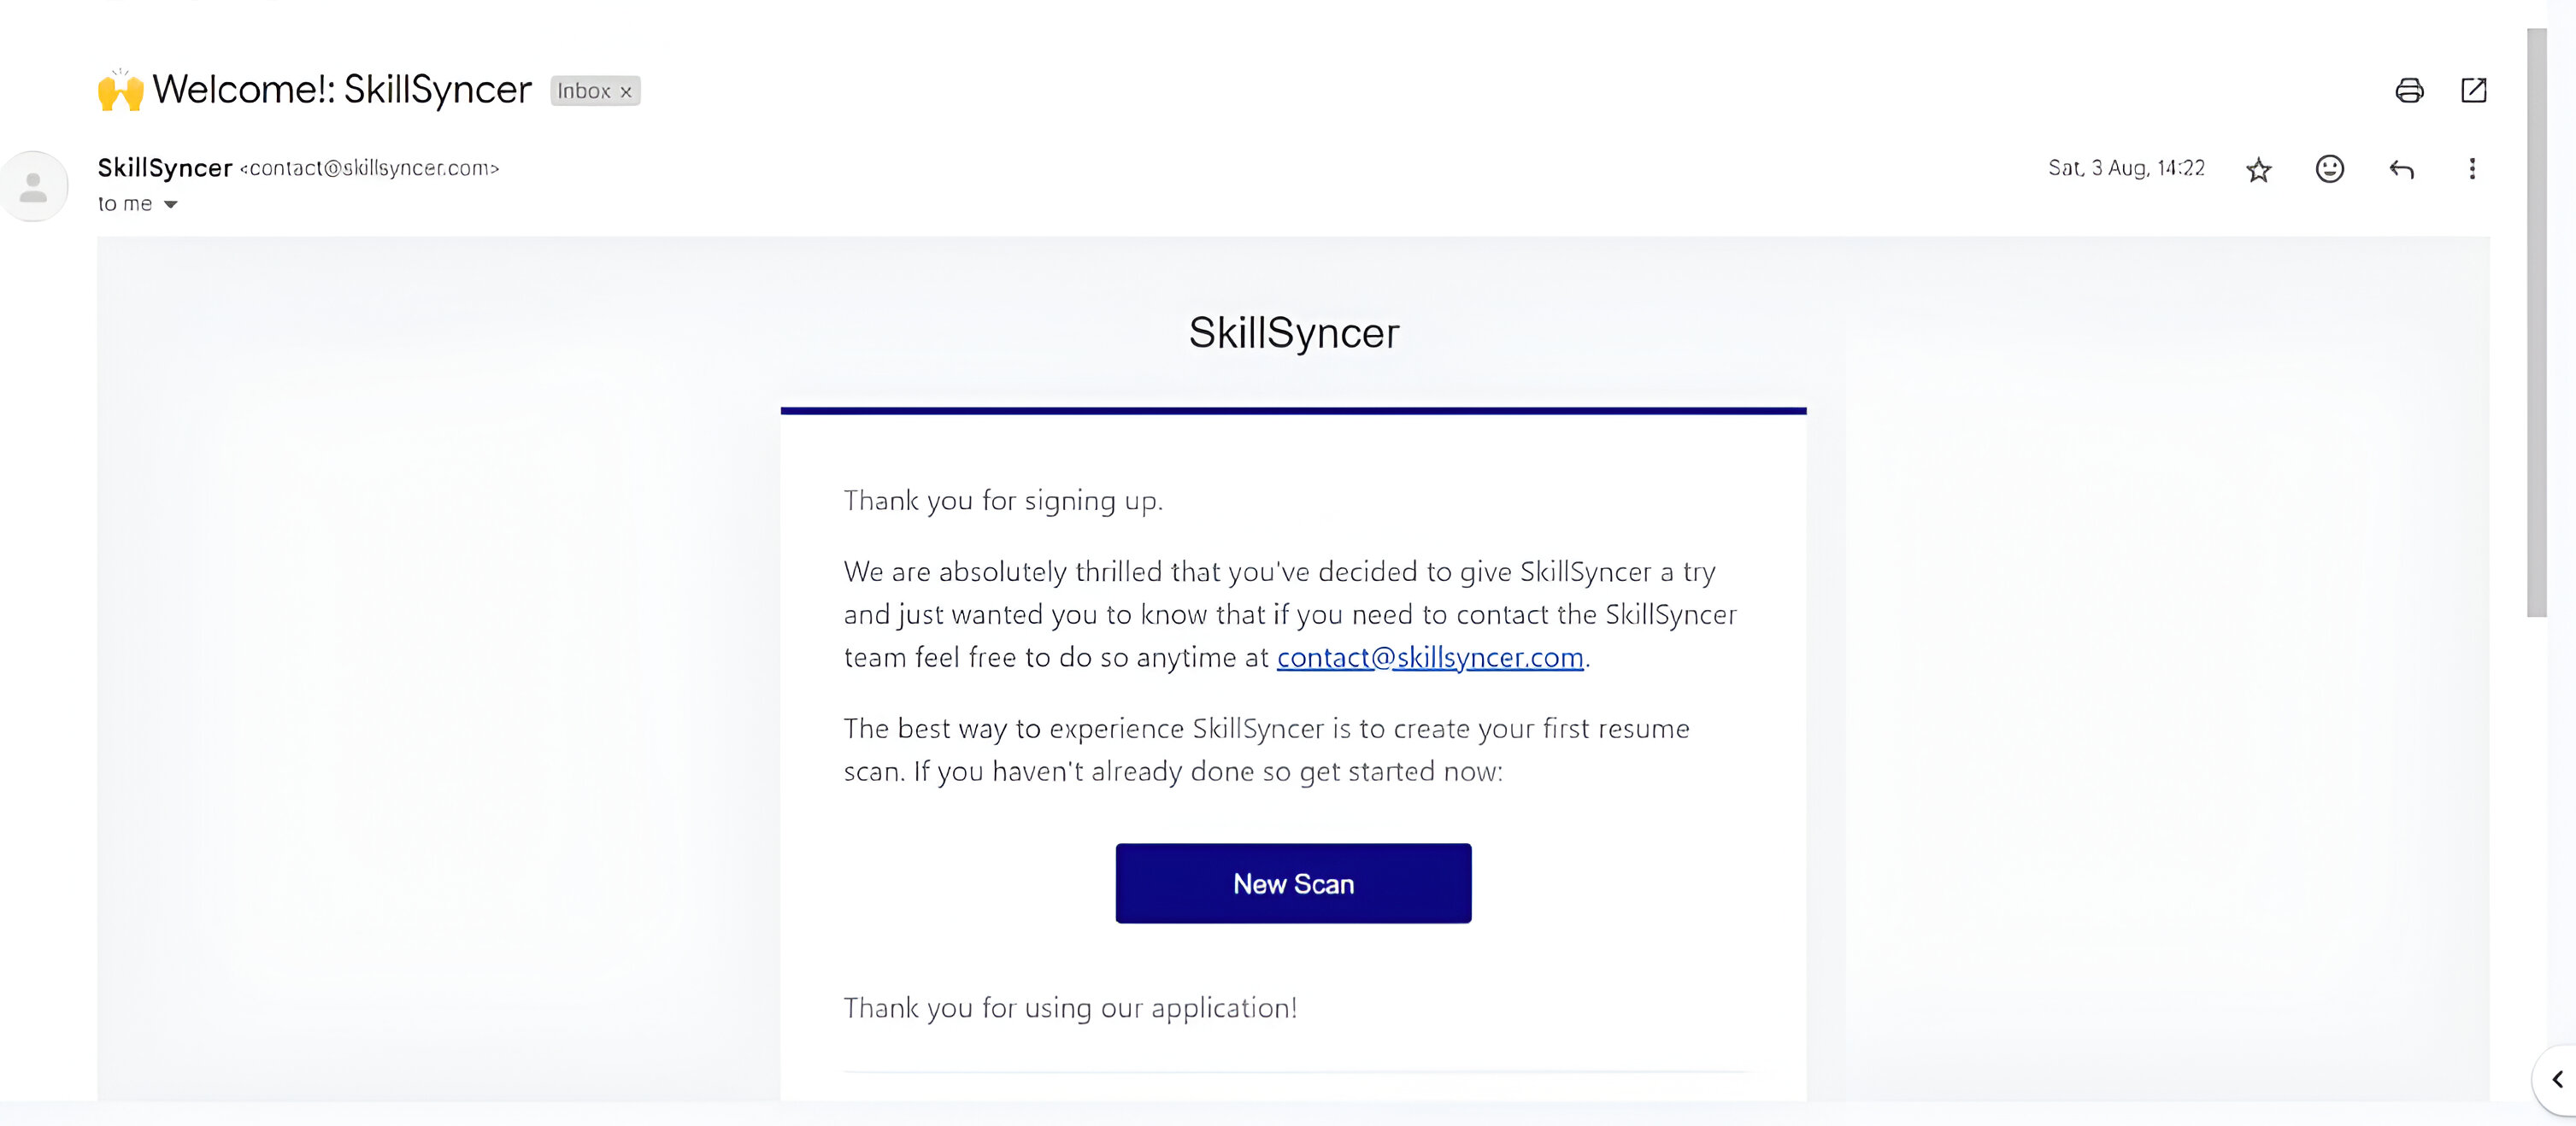 🙌 Welcome!: SkillSyncer Inbox x
SkillSyncer <contact@skillsyncer.com> Sat, 3 Aug, 14:22
to me
SkillSyncer
Thank you for signing up.
We are absolutely thrilled that you've decided to give SkillSyncer a try
and just wanted you to know that if you need to contact the SkillSyncer
team feel free to do so anytime at contact@skillsyncer.com.
The best way to experience SkillSyncer is to create your first resume
scan. If you haven't already done so get started now:
New Scan
Thank you for using our application!